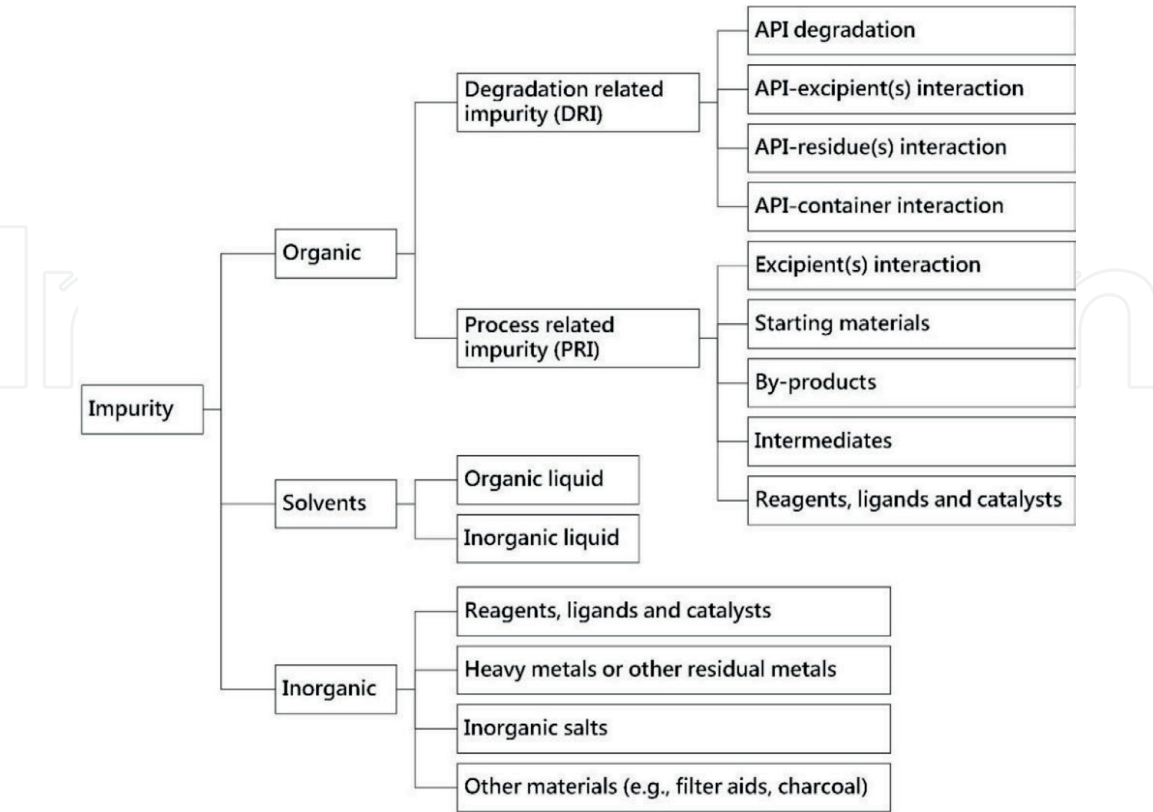 Impurity
Organic
Degradation related
impurity (DRI)
API degradation
API-excipient(s) interaction
API-residue(s) interaction
API-container interaction
Process related
impurity (PRI)
Excipient(s) interaction
Starting materials
By-products
Intermediates
Reagents, ligands and catalysts
Solvents
Organic liquid
Inorganic liquid
Inorganic
Reagents, ligands and catalysts
Heavy metals or other residual metals
Inorganic salts
Other materials (e.g., filter aids, charcoal)